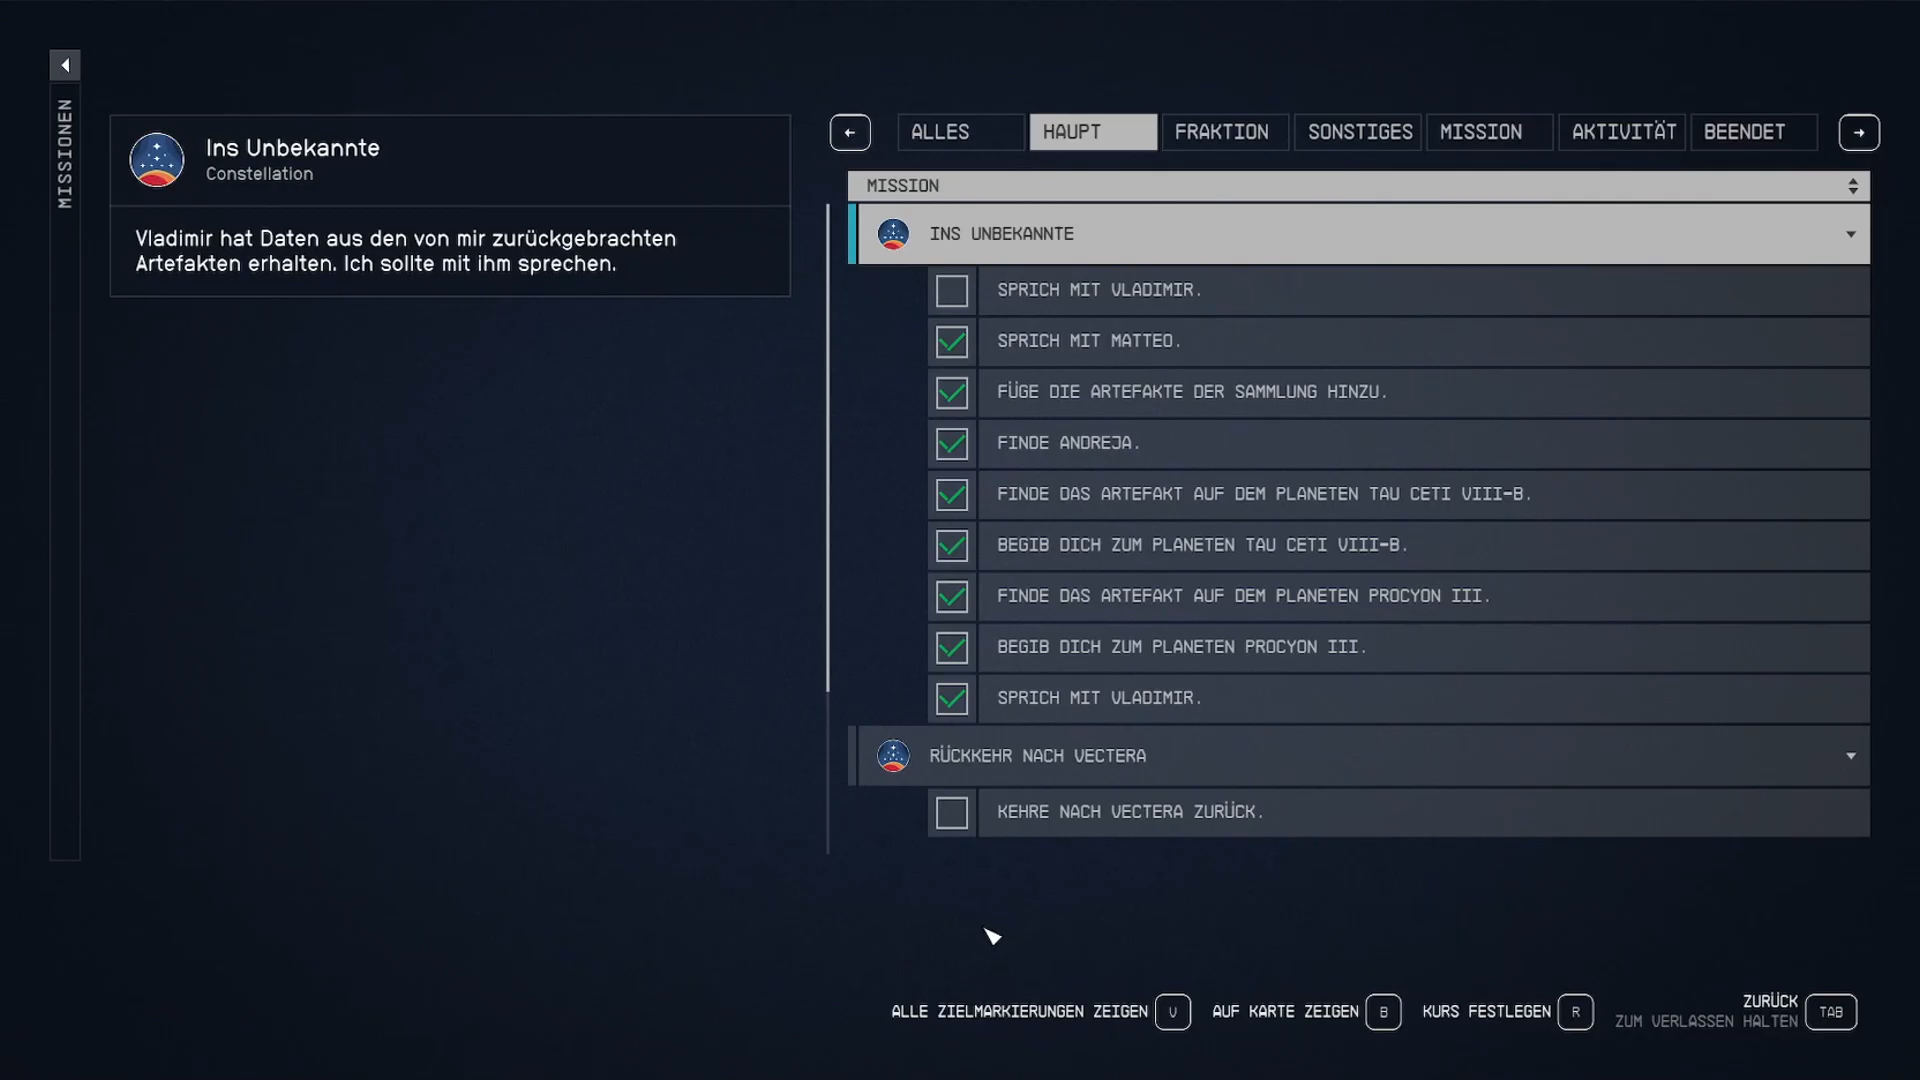 MISSIONEN
Ins Unbekannte
Constellation
Vladimir hat Daten aus den von mir zurückgebrachten
Artefakten erhalten. Ich sollte mit ihm sprechen.
ALLES
HAUPT
FRAKTION
SONSTIGES
MISSION
AKTIVITÄT
BEENDET
MISSION
INS UNBEKANNTE
SPRICH MIT VLADIMIR.
SPRICH MIT MATTEO.
FÜGE DIE ARTEFAKTE DER SAMMLUNG HINZU.
FINDE ANDREJA.
FINDE DAS ARTEFAKT AUF DEM PLANETEN TAU CETI VIII-B.
BEGIB DICH ZUM PLANETEN TAU CETI VIII-B.
FINDE DAS ARTEFAKT AUF DEM PLANETEN PROCYON III.
BEGIB DICH ZUM PLANETEN PROCYON III.
SPRICH MIT VLADIMIR.
RÜCKKEHR NACH VECTERA
KEHRE NACH VECTERA ZURÜCK.
ALLE ZIELMARKIERUNGEN ZEIGEN V
AUF KARTE ZEIGEN B
KURS FESTLEGEN R
ZURÜCK
ZUM VERLASSEN HALTEN TAB